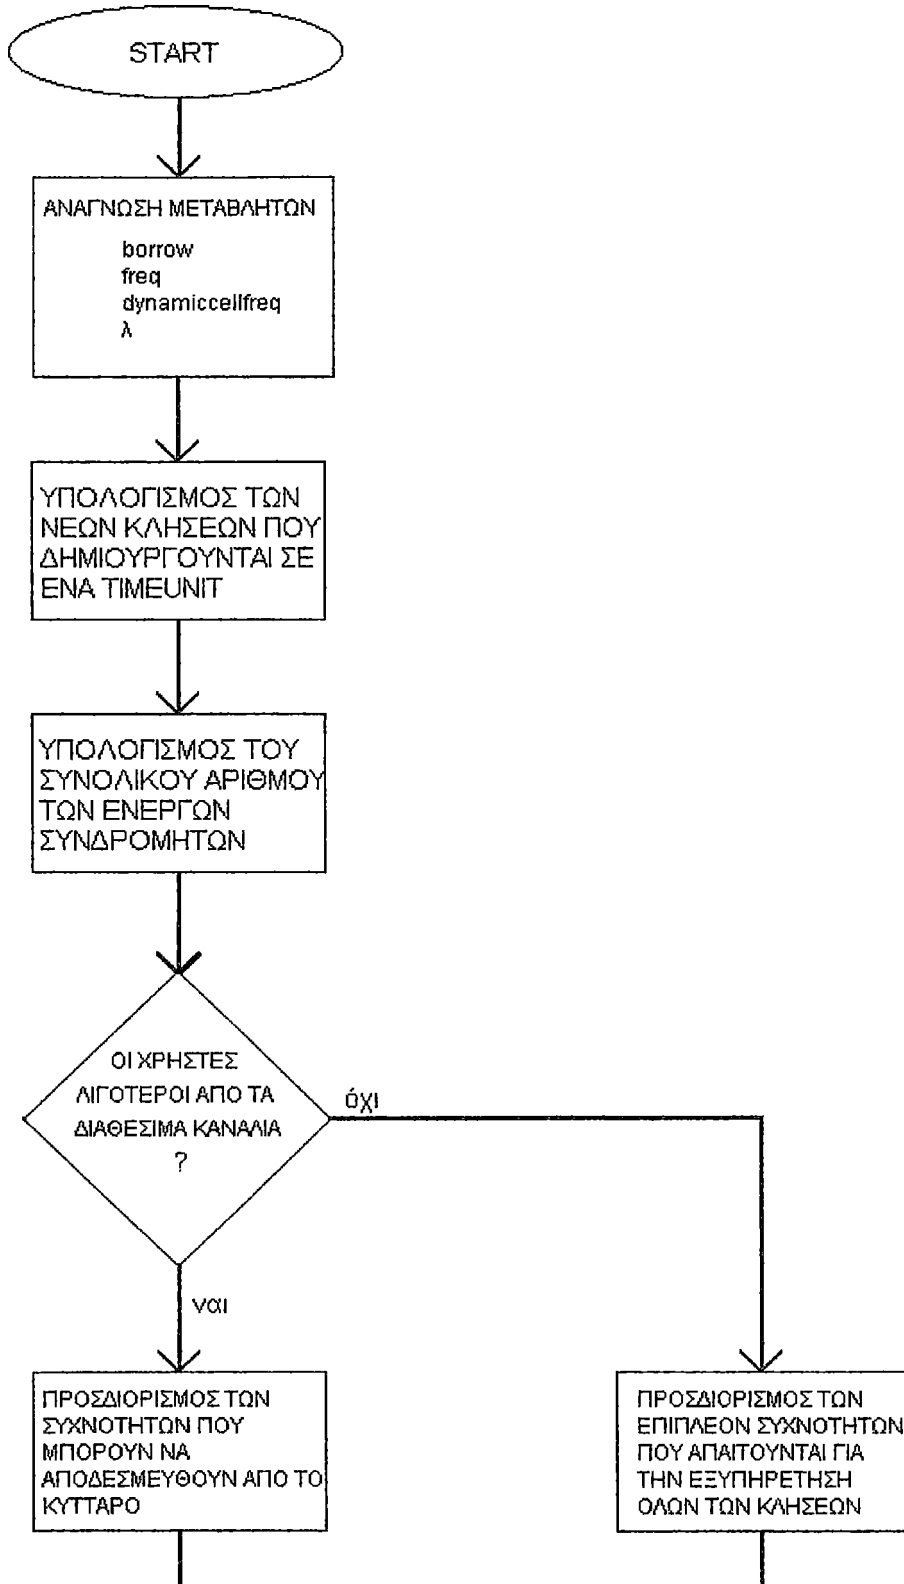 START
ΑΝΑΓΝΩΣΗ ΜΕΤΑΒΛΗΤΩΝ
borrow
freq
dynamiccellfreq
λ
ΥΠΟΛΟΓΙΣΜΟΣ ΤΩΝ
ΝΕΩΝ ΚΛΗΣΕΩΝ ΠΟΥ
ΔΗΜΙΟΥΡΓΟΥΝΤΑΙ ΣΕ
ΕΝΑ TIMEUNIT
ΥΠΟΛΟΓΙΣΜΟΣ ΤΟΥ
ΣΥΝΟΛΙΚΟΥ ΑΡΙΘΜΟΥ
ΤΩΝ ΕΝΕΡΓΩΝ
ΣΥΝΔΡΟΜΗΤΩΝ
ΟΙ ΧΡΗΣΤΕΣ
ΛΙΓΟΤΕΡΟΙ ΑΠΟ ΤΑ
ΔΙΑΘΕΣΙΜΑ ΚΑΝΑΛΙΑ
?
όχι
ναι
ΠΡΟΣΔΙΟΡΙΣΜΟΣ ΤΩΝ
ΣΥΧΝΟΤΗΤΩΝ ΠΟΥ
ΜΠΟΡΟΥΝ ΝΑ
ΑΠΟΔΕΣΜΕΥΘΟΥΝ ΑΠΟ ΤΟ
ΚΥΤΤΑΡΟ
ΠΡΟΣΔΙΟΡΙΣΜΟΣ ΤΩΝ
ΕΠΙΠΛΕΟΝ ΣΥΧΝΟΤΗΤΩΝ
ΠΟΥ ΑΠΑΙΤΟΥΝΤΑΙ ΓΙΑ
ΤΗΝ ΕΞΥΠΗΡΕΤΗΣΗ
ΟΛΩΝ ΤΩΝ ΚΛΗΣΕΩΝ